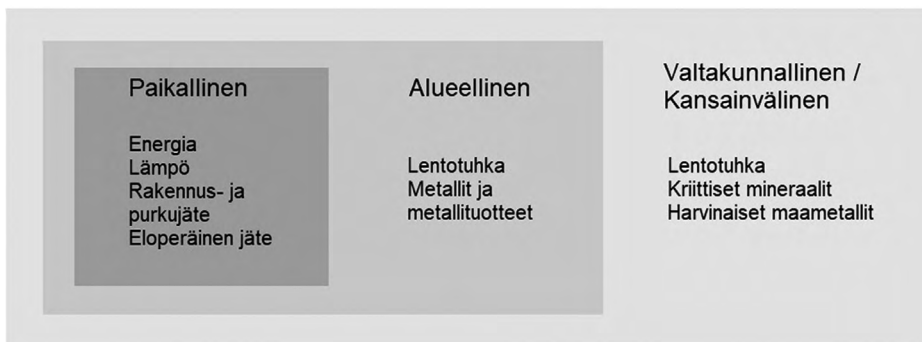 Paikallinen
Energia
Lämpö
Rakennus- ja
purkujäte
Eloperäinen jäte
Alueellinen
Lentotuhka
Metallit ja
metallituotteet
Valtakunnallinen /
Kansainvälinen
Lentotuhka
Kriittiset mineraalit
Harvinaiset maametallit